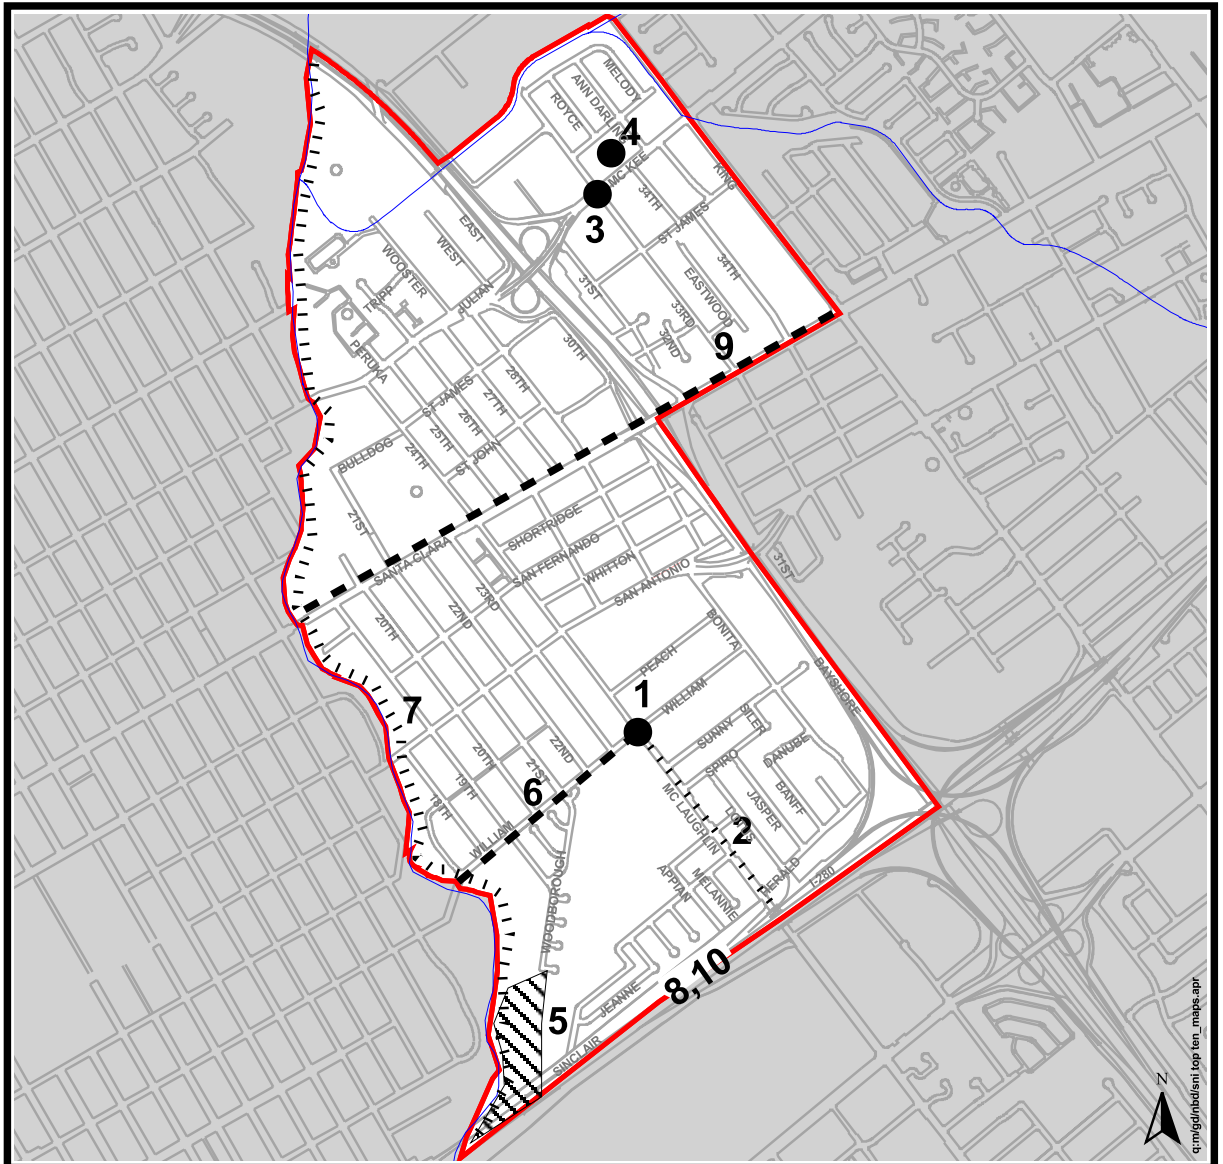 MELODY
ANN DARLING
ROYCE
4
MC KEE
KING
34TH
3
ST JAMES
EAST
WEST
WOOSTER
TRIPP
JULIAN
31ST
34TH
EASTWOOD
33RD
32ND
9
30TH
PERUKA
ST JAMES
28TH
27TH
26TH
25TH
24TH
ST JOHN
BULLDOG
21ST
SANTA CLARA
SHORTRIDGE
SAN FERNANDO
WHITTON
SAN ANTONIO
31ST
23RD
22ND
20TH
BONITA
PEACH
WILLIAM
BAYSHORE
1
7
SILER
SUNNY
SPIRO
DANUBE
22ND
21ST
20TH
19TH
18TH
6
WILLIAM
MC LAUGHLIN
JASPER
BANFF
2
WOODBOROUGH
APPIAN
MELANNIE
HERALD
I-280
8,10
JEANNE
5
SINCLAIR
N
q:m/gd/nbd/sni top ten_maps.apr